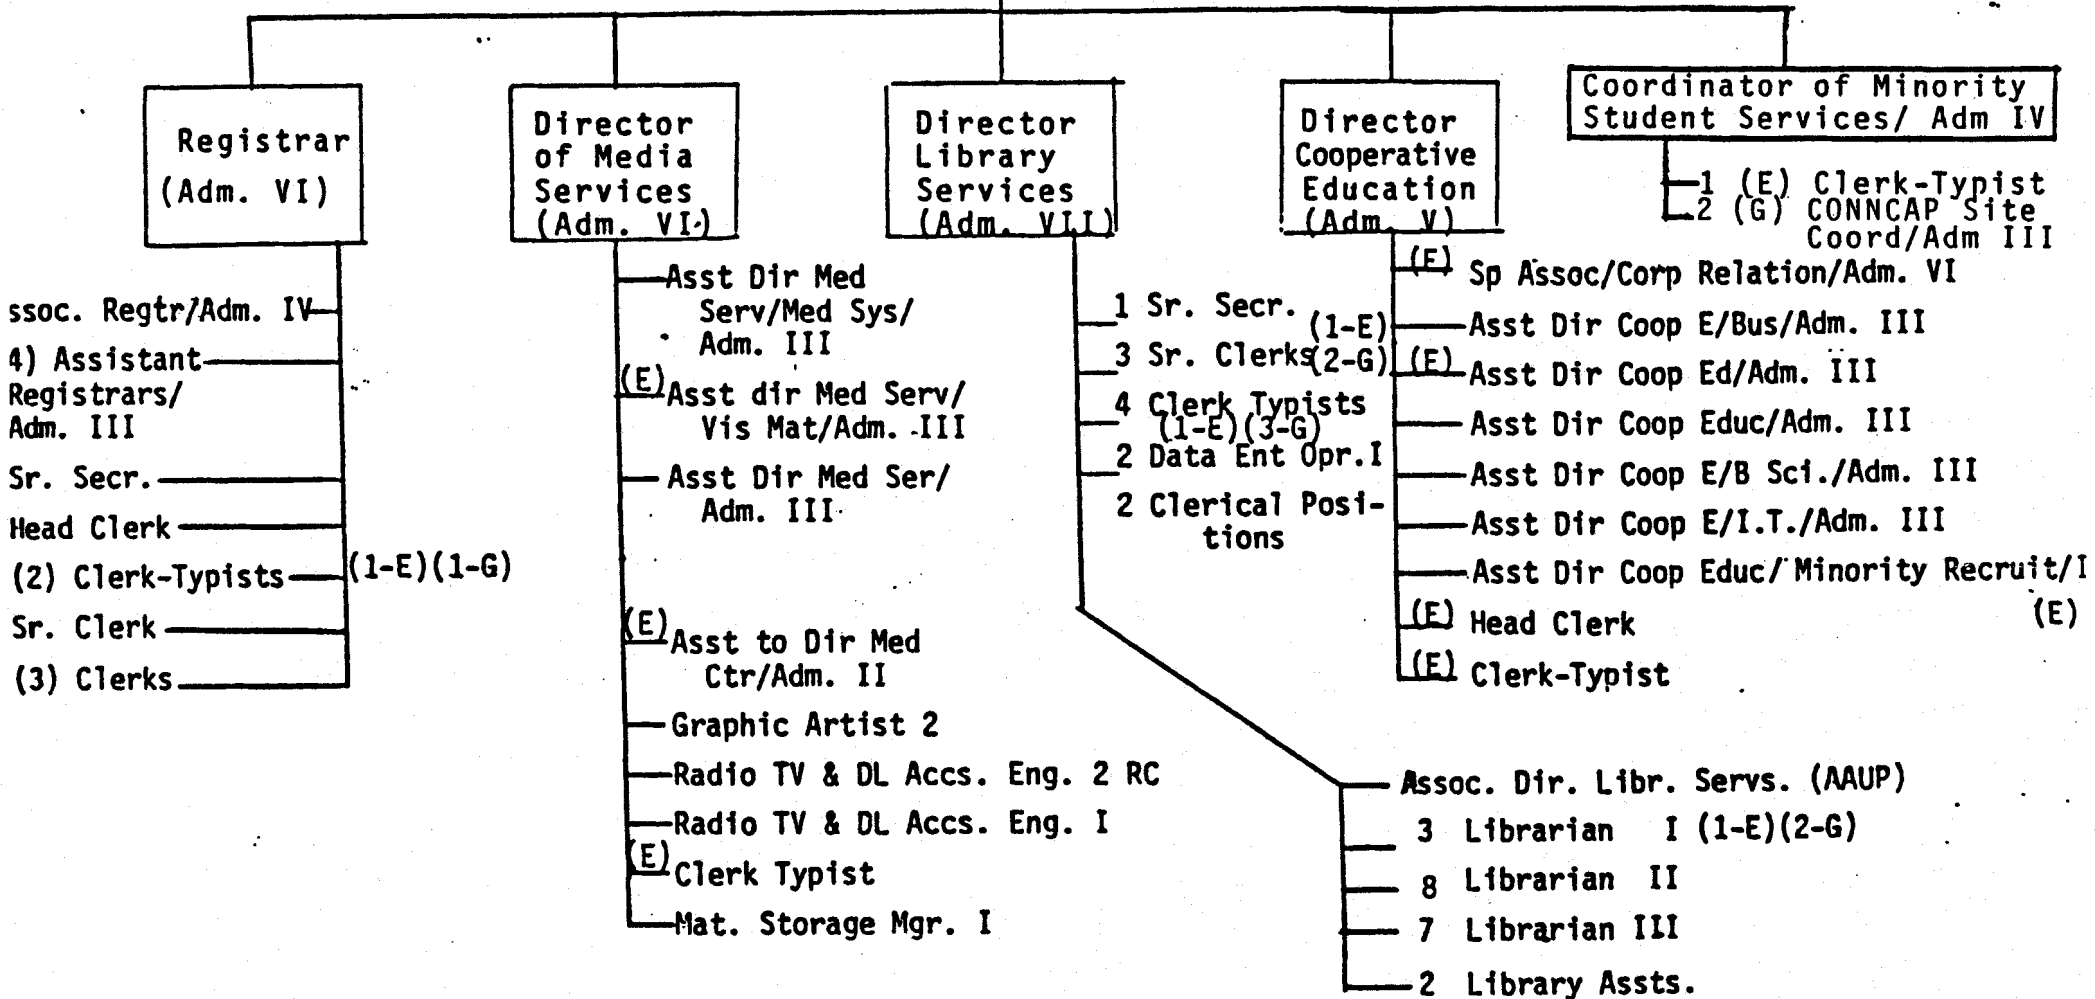 Registrar
(Adm. VI)
ssoc. Regtr/Adm. IV
4) Assistant
Registrars/
Adm. III
Sr. Secr.
Head Clerk
(2) Clerk-Typists (1-E)(1-G)
Sr. Clerk
(3) Clerks
Director
of Media
Services
(Adm. VI)
Asst Dir Med
Serv/Med Sys/
Adm. III
(E) Asst dir Med Serv/
Vis Mat/Adm. III
Asst Dir Med Ser/
Adm. III
(E) Asst to Dir Med
Ctr/Adm. II
Graphic Artist 2
Radio TV & DL Accs. Eng. 2 RC
Radio TV & DL Accs. Eng. I
(E) Clerk Typist
Mat. Storage Mgr. I
Director
Library
Services
(Adm. VII)
1 Sr. Secr.
(1-E)
3 Sr. Clerks(2-G)
4 Clerk Typists
(1-E)(3-G)
2 Data Ent Opr.I
2 Clerical Posi-
tions
Assoc. Dir. Libr. Servs. (AAUP)
3 Librarian I (1-E)(2-G)
8 Librarian II
7 Librarian III
2 Library Assts.
Director
Cooperative
Education
(Adm. V)
(E) Sp Assoc/Corp Relation/Adm. VI
Asst Dir Coop E/Bus/Adm. III
(E) Asst Dir Coop Ed/Adm. III
Asst Dir Coop Educ/Adm. III
Asst Dir Coop E/B Sci./Adm. III
Asst Dir Coop E/I.T./Adm. III
Asst Dir Coop Educ/Minority Recruit/I
(E)
(E) Head Clerk
(E) Clerk-Typist
Coordinator of Minority
Student Services/ Adm IV
1 (E) Clerk-Typist
2 (G) CONNCAP Site
Coord/Adm III